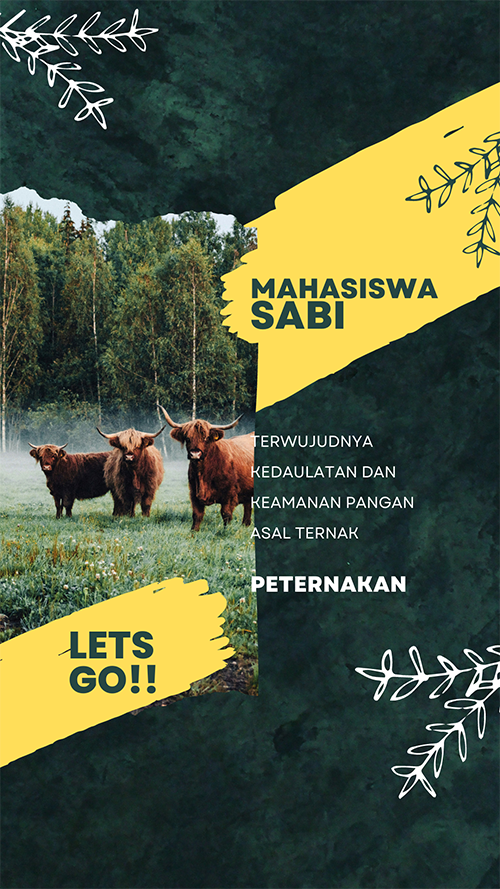 MAHASISWA
SABI
TERWUJUDNYA
KEDAULATAN DAN
KEAMANAN PANGAN
ASAL TERNAK
PETERNAKAN
LETS
GO!!